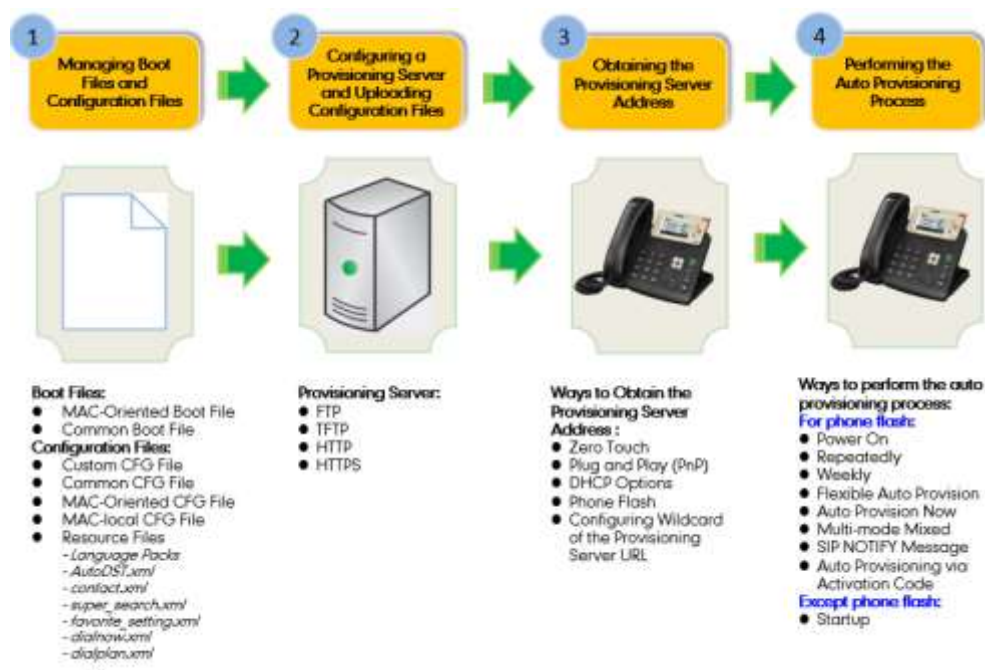 1
Managing Boot
Files and
Configuration Files
2
Configuring a
Provisioning Server
and Uploading
Configuration Files
3
Obtaining the
Provisioning Server
Address
4
Performing the
Auto Provisioning
Process
Boot Files:
● MAC-Oriented Boot File
● Common Boot File
Configuration Files:
● Custom CFG File
● Common CFG File
● MAC-Oriented CFG File
● MAC-local CFG File
● Resource Files
- Language Packs
- AutoDST.xml
- contact.xml
- super_search.xml
- favorite_setting.xml
- dialnow.xml
- dialplan.xml
Provisioning Server:
● FTP
● TFTP
● HTTP
● HTTPS
Ways to Obtain the
Provisioning Server
Address :
● Zero Touch
● Plug and Play (PnP)
● DHCP Options
● Phone Flash
● Configuring Wildcard
of the Provisioning
Server URL
Ways to perform the auto
provisioning process:
For phone flash:
● Power On
● Repeatedly
● Weekly
● Flexible Auto Provision
● Auto Provision Now
● Multi-mode Mixed
● SIP NOTIFY Message
● Auto Provisioning via
Activation Code
Except phone flash:
● Startup